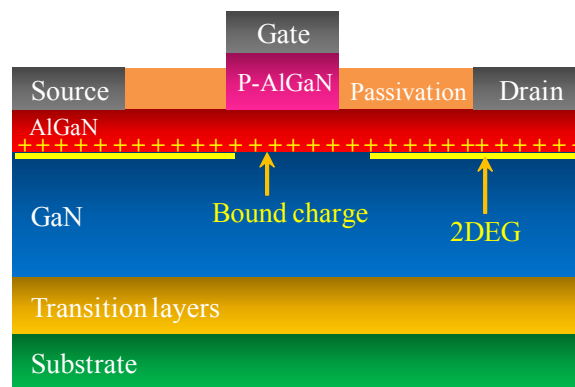 Gate
P-AlGaN
Source
Passivation
Drain
AlGaN
+++++++++++++++++++++++++++++++
Bound charge
GaN
2DEG
Transition layers
Substrate